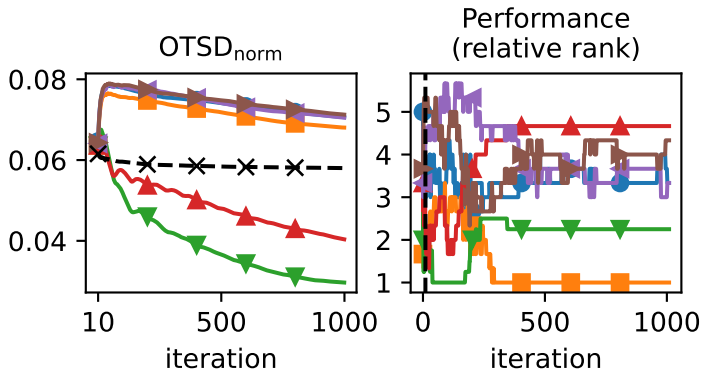 OTSD_norm
0.08
0.06
0.04
10
500
1000
iteration
Performance
(relative rank)
5
4
3
2
1
0
500
1000
iteration